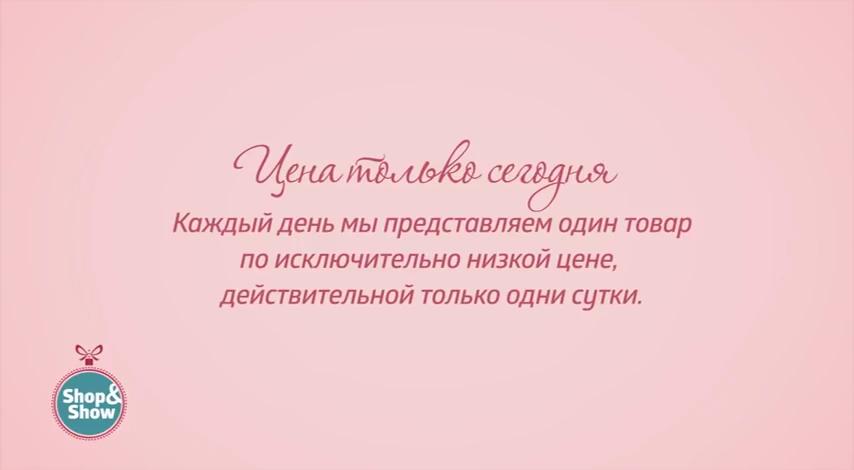 Цена только сегодня
Каждый день мы представляем один товар
по исключительно низкой цене,
действительной только одни сутки.
Shop&
Show